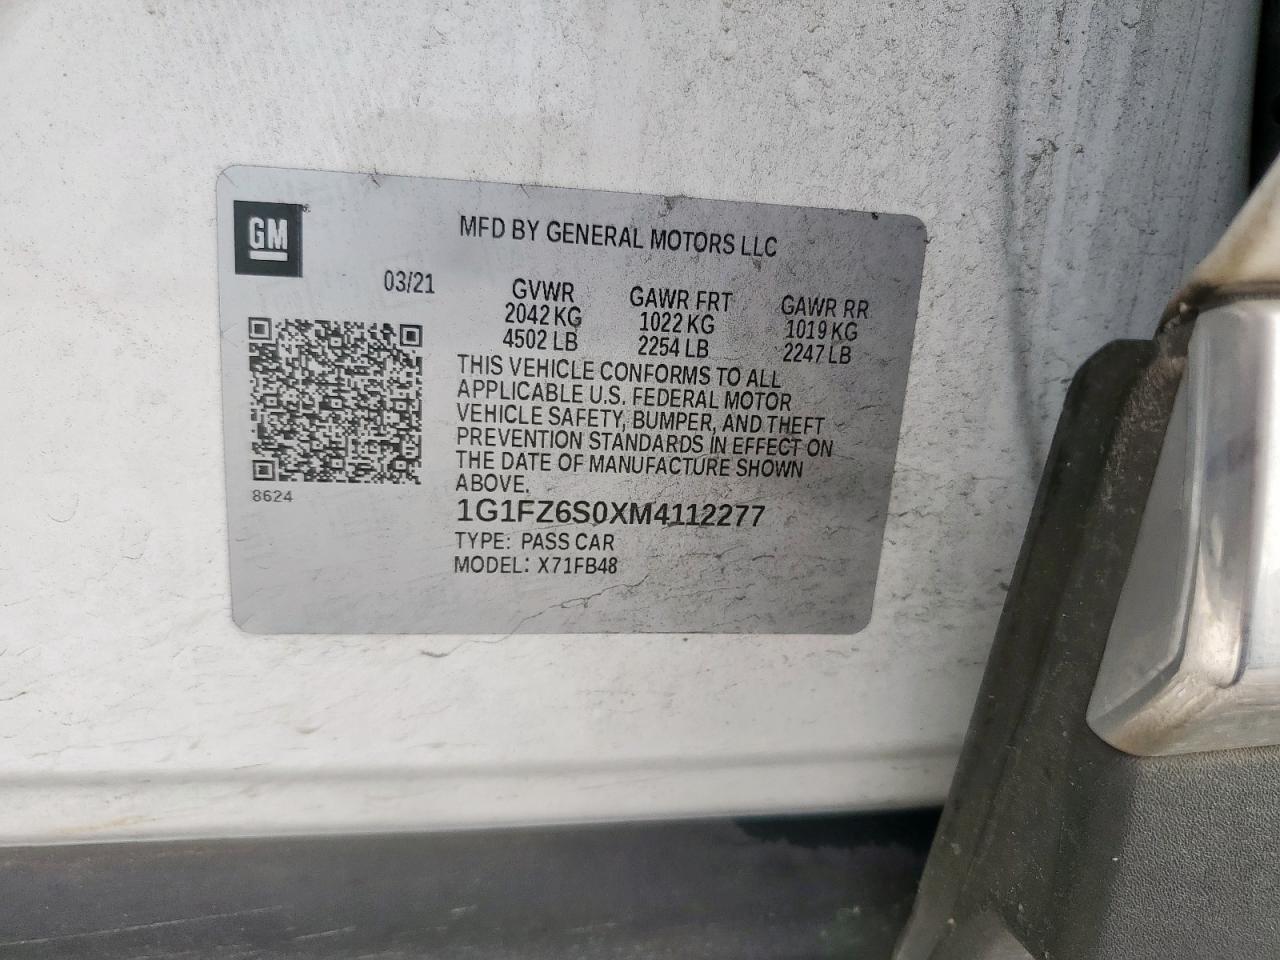 GM
MFD BY GENERAL MOTORS LLC
03/21
GVWR GAWR FRT GAWR RR
2042 KG 1022 KG 1019 KG
4502 LB 2254 LB 2247 LB
THIS VEHICLE CONFORMS TO ALL
APPLICABLE U.S. FEDERAL MOTOR
VEHICLE SAFETY, BUMPER, AND THEFT
PREVENTION STANDARDS IN EFFECT ON
THE DATE OF MANUFACTURE SHOWN
ABOVE.
8624
1G1FZ6S0XM4112277
TYPE: PASS CAR
MODEL: X71FB48